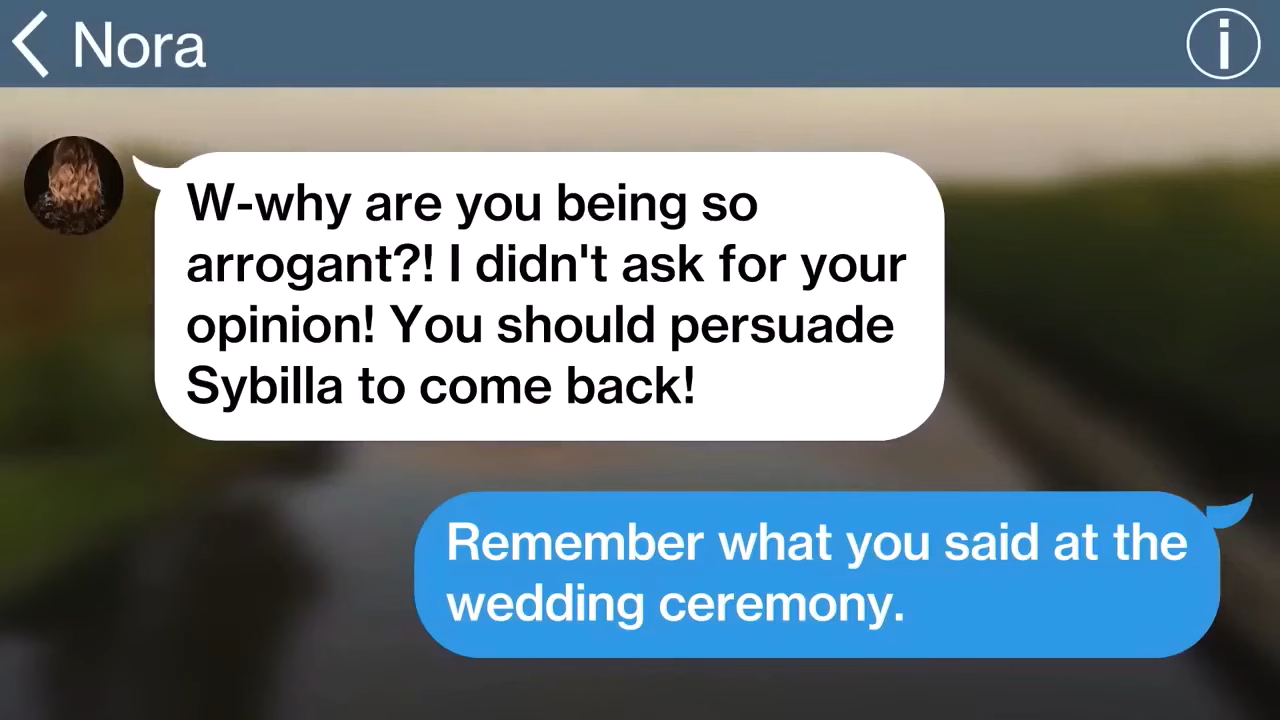 Nora
W-why are you being so
arrogant?! I didn't ask for your
opinion! You should persuade
Sybilla to come back!
Remember what you said at the
wedding ceremony.